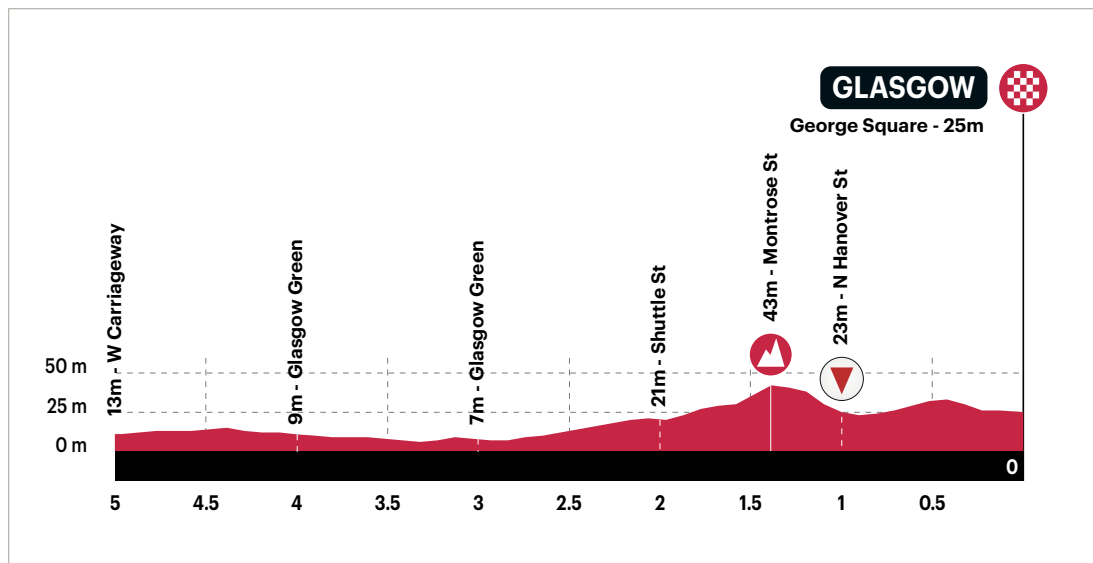 GLASGOW
George Square - 25m
13m - W Carriageway
9m - Glasgow Green
7m - Glasgow Green
21m - Shuttle St
43m - Montrose St
23m - N Hanover St
50 m
25 m
0 m
0
5 4.5 4 3.5 3 2.5 2 1.5 1 0.5